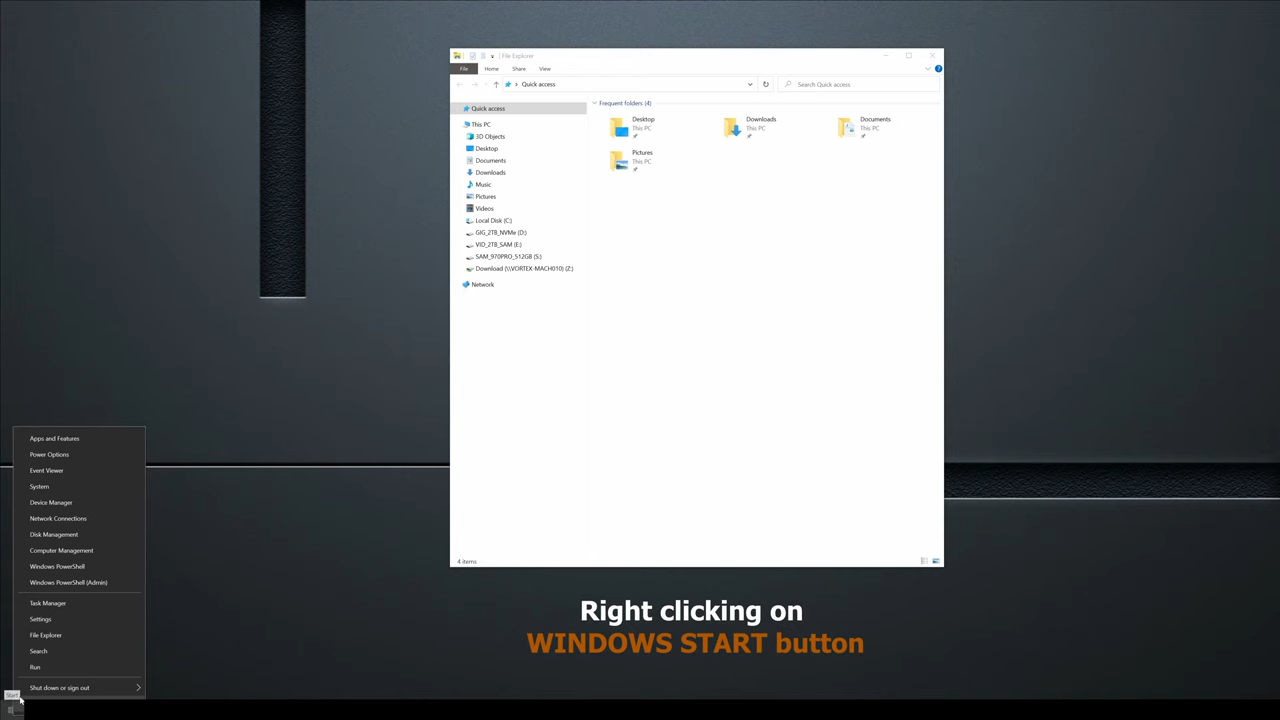 File Explorer
File
Home
Share
View
Quick access
Search Quick access
Quick access
This PC
3D Objects
Desktop
Documents
Downloads
Music
Pictures
Videos
Local Disk (C:)
GIG_2TB_NVMe (D:)
VID_2TB_SAM (E:)
SAM_970PRO_512GB (S:)
Download (\\VORTEX-MACH010) (Z:)
Network
Frequent folders (4)
Desktop
This PC
Downloads
This PC
Documents
This PC
Pictures
This PC
4 items
Apps and Features
Power Options
Event Viewer
System
Device Manager
Network Connections
Disk Management
Computer Management
Windows PowerShell
Windows PowerShell (Admin)
Task Manager
Settings
File Explorer
Search
Run
Shut down or sign out
Start
Right clicking on
WINDOWS START button